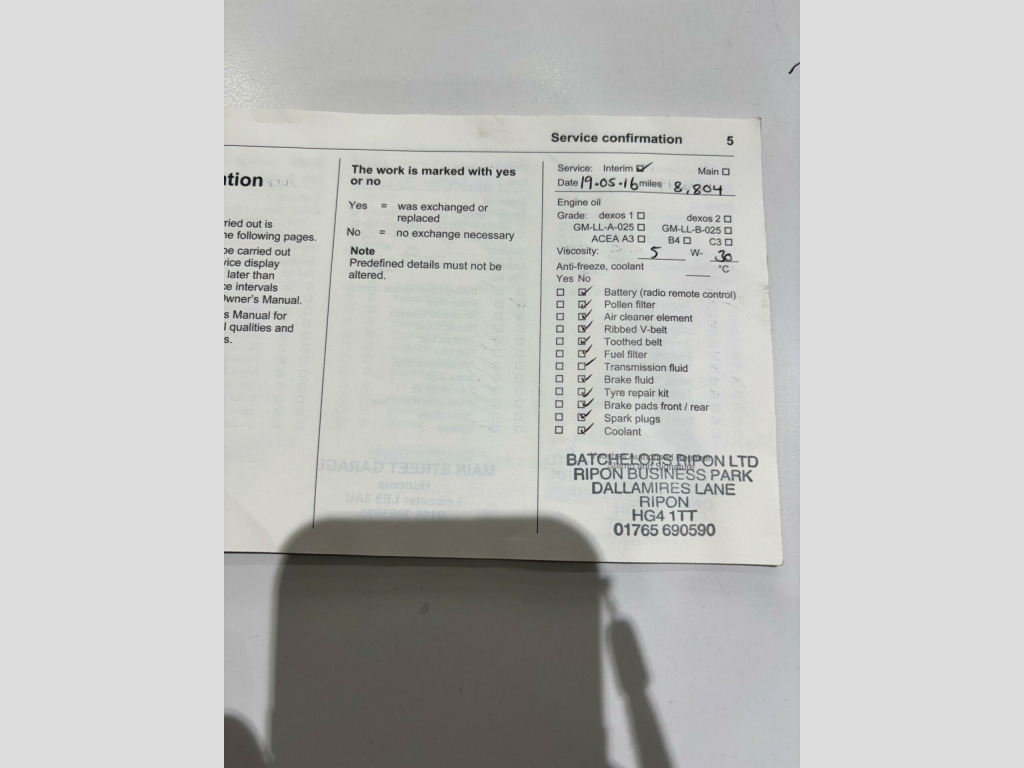 Service confirmation 5
tion
ried out is
e following pages.
be carried out
vice display
later than
ce intervals
Owner's Manual.
s Manual for
l qualities and
s.
The work is marked with yes
or no
Yes = was exchanged or
replaced
No = no exchange necessary
Note
Predefined details must not be
altered.
Service: Interim Main
Date 19.05.16 miles 8,804
Engine oil
Grade: dexos 1 dexos 2
GM-LL-A-025 GM-LL-B-025
ACEA A3 B4 C3
Viscosity: 5 W- 30
Anti-freeze, coolant °C
Yes No
Battery (radio remote control)
Pollen filter
Air cleaner element
Ribbed V-belt
Toothed belt
Fuel filter
Transmission fluid
Brake fluid
Tyre repair kit
Brake pads front / rear
Spark plugs
Coolant
BATCHELORS RIPON LTD
RIPON BUSINESS PARK
DALLAMIRES LANE
RIPON
HG4 1TT
01765 690590